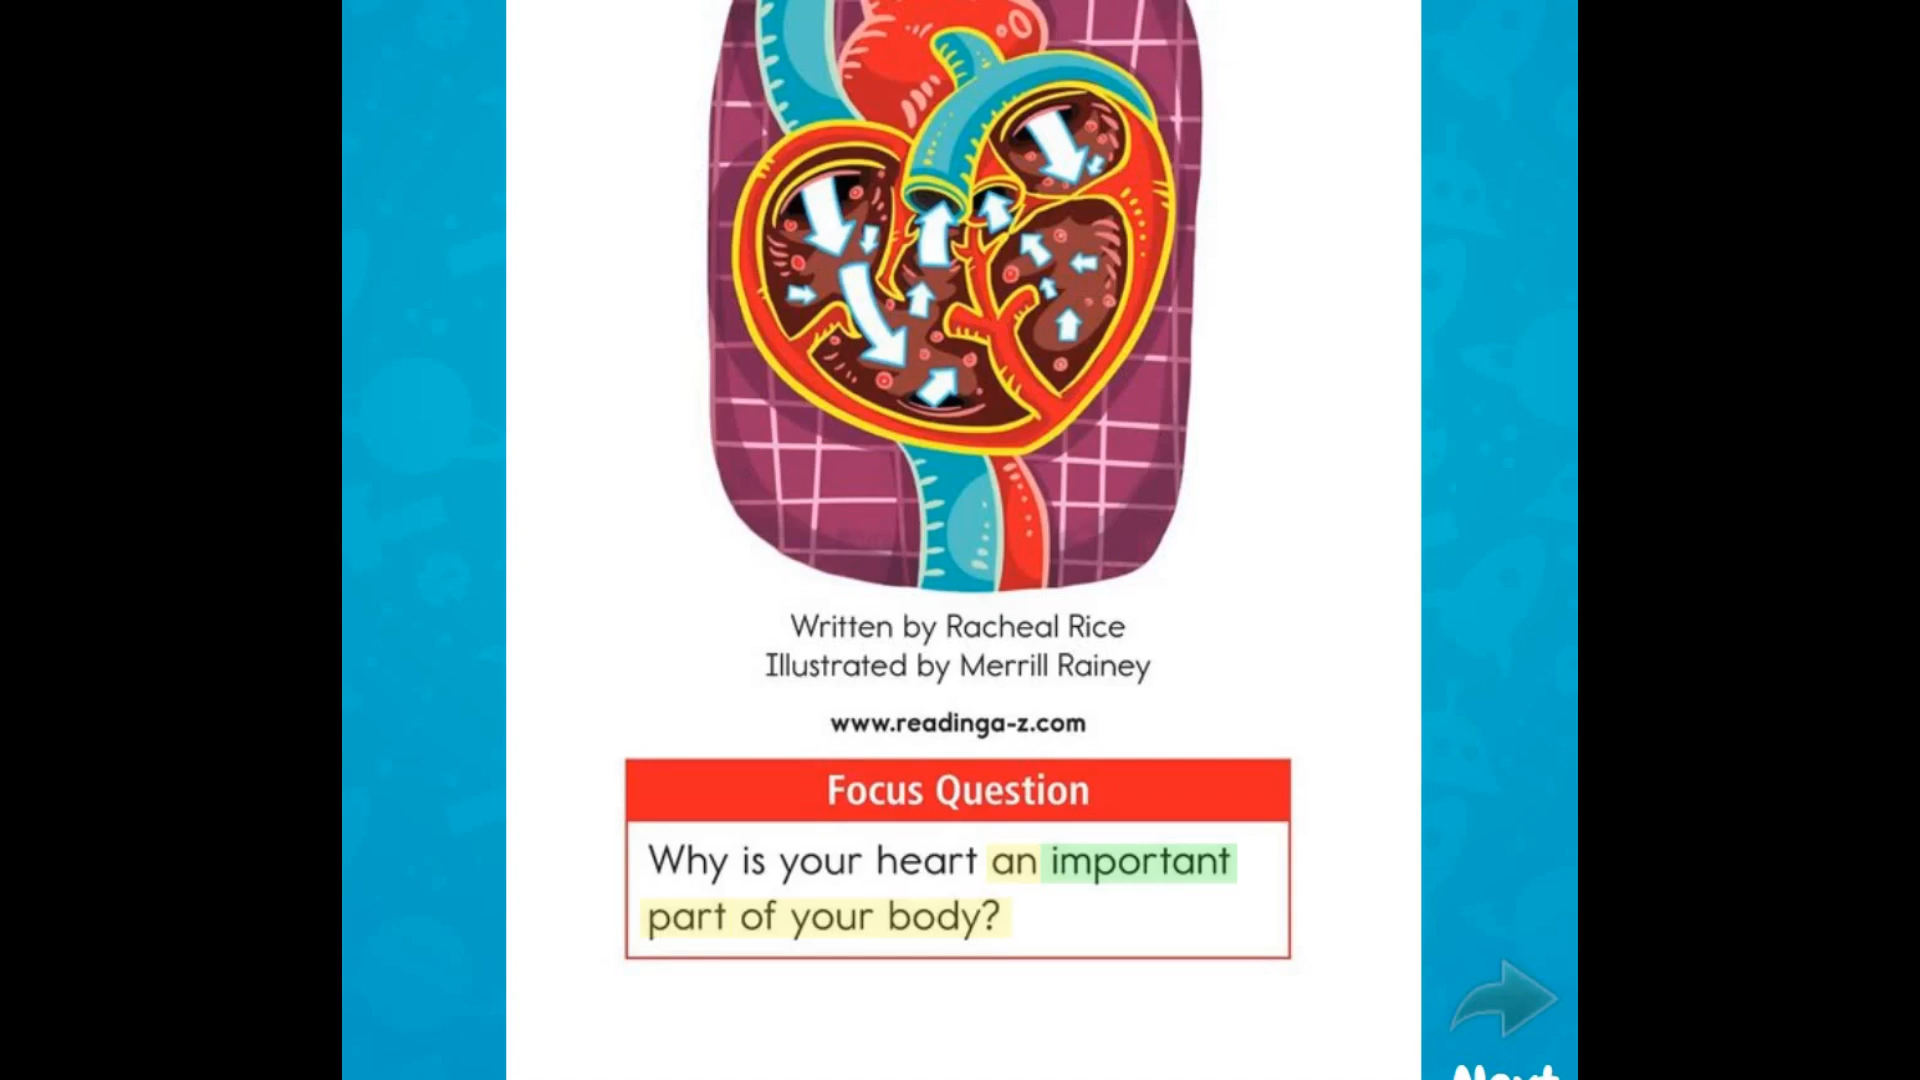 Written by Racheal Rice
Illustrated by Merrill Rainey
www.readinga-z.com
Focus Question
Why is your heart an important
part of your body?
Next